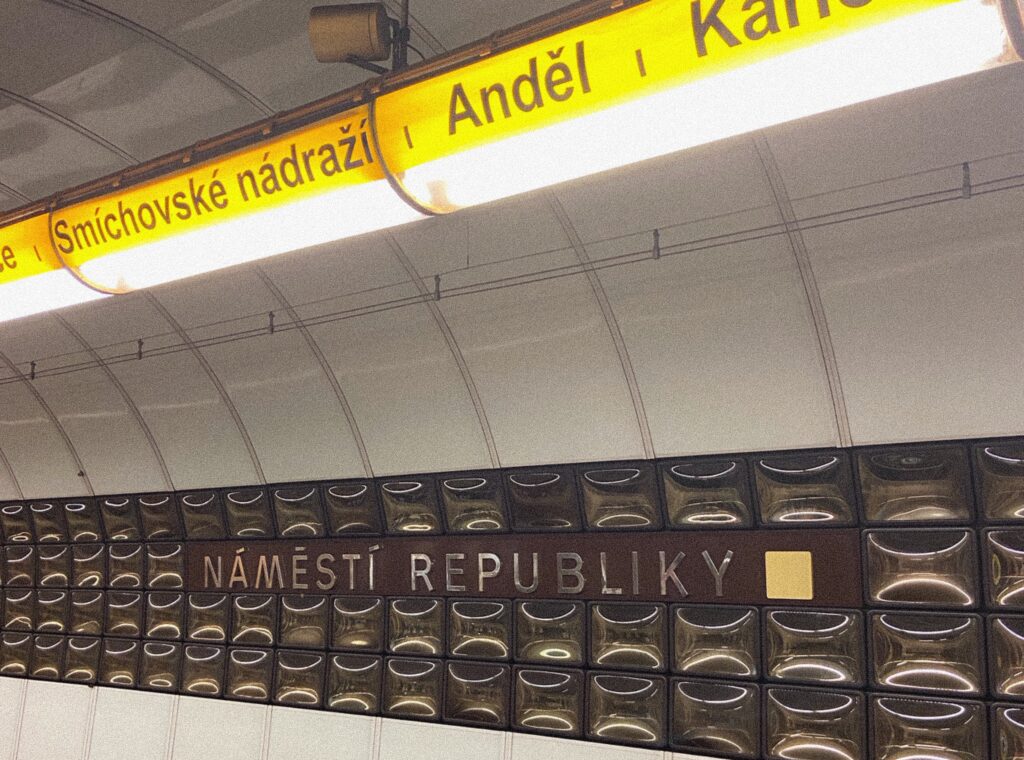 Smíchovské nádraží ı Anděl ı
NÁMĚSTÍ REPUBLIKY